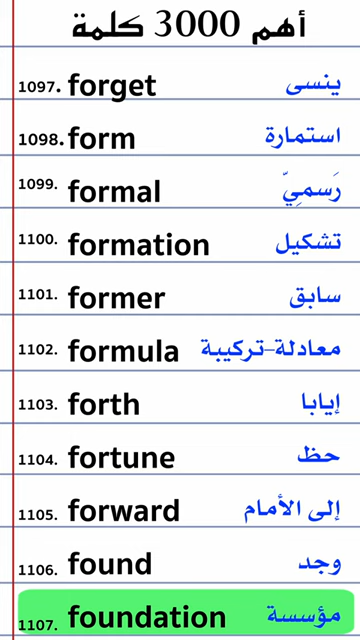 أهم 3000 كلمة
1097. forget ينسى
1098. form استمارة
1099. formal رَسمِيّ
1100. formation تشكيل
1101. former سابق
1102. formula معادلة-تركيبة
1103. forth إيابا
1104. fortune حظ
1105. forward إلى الأمام
1106. found وجد
1107. foundation مؤسسة